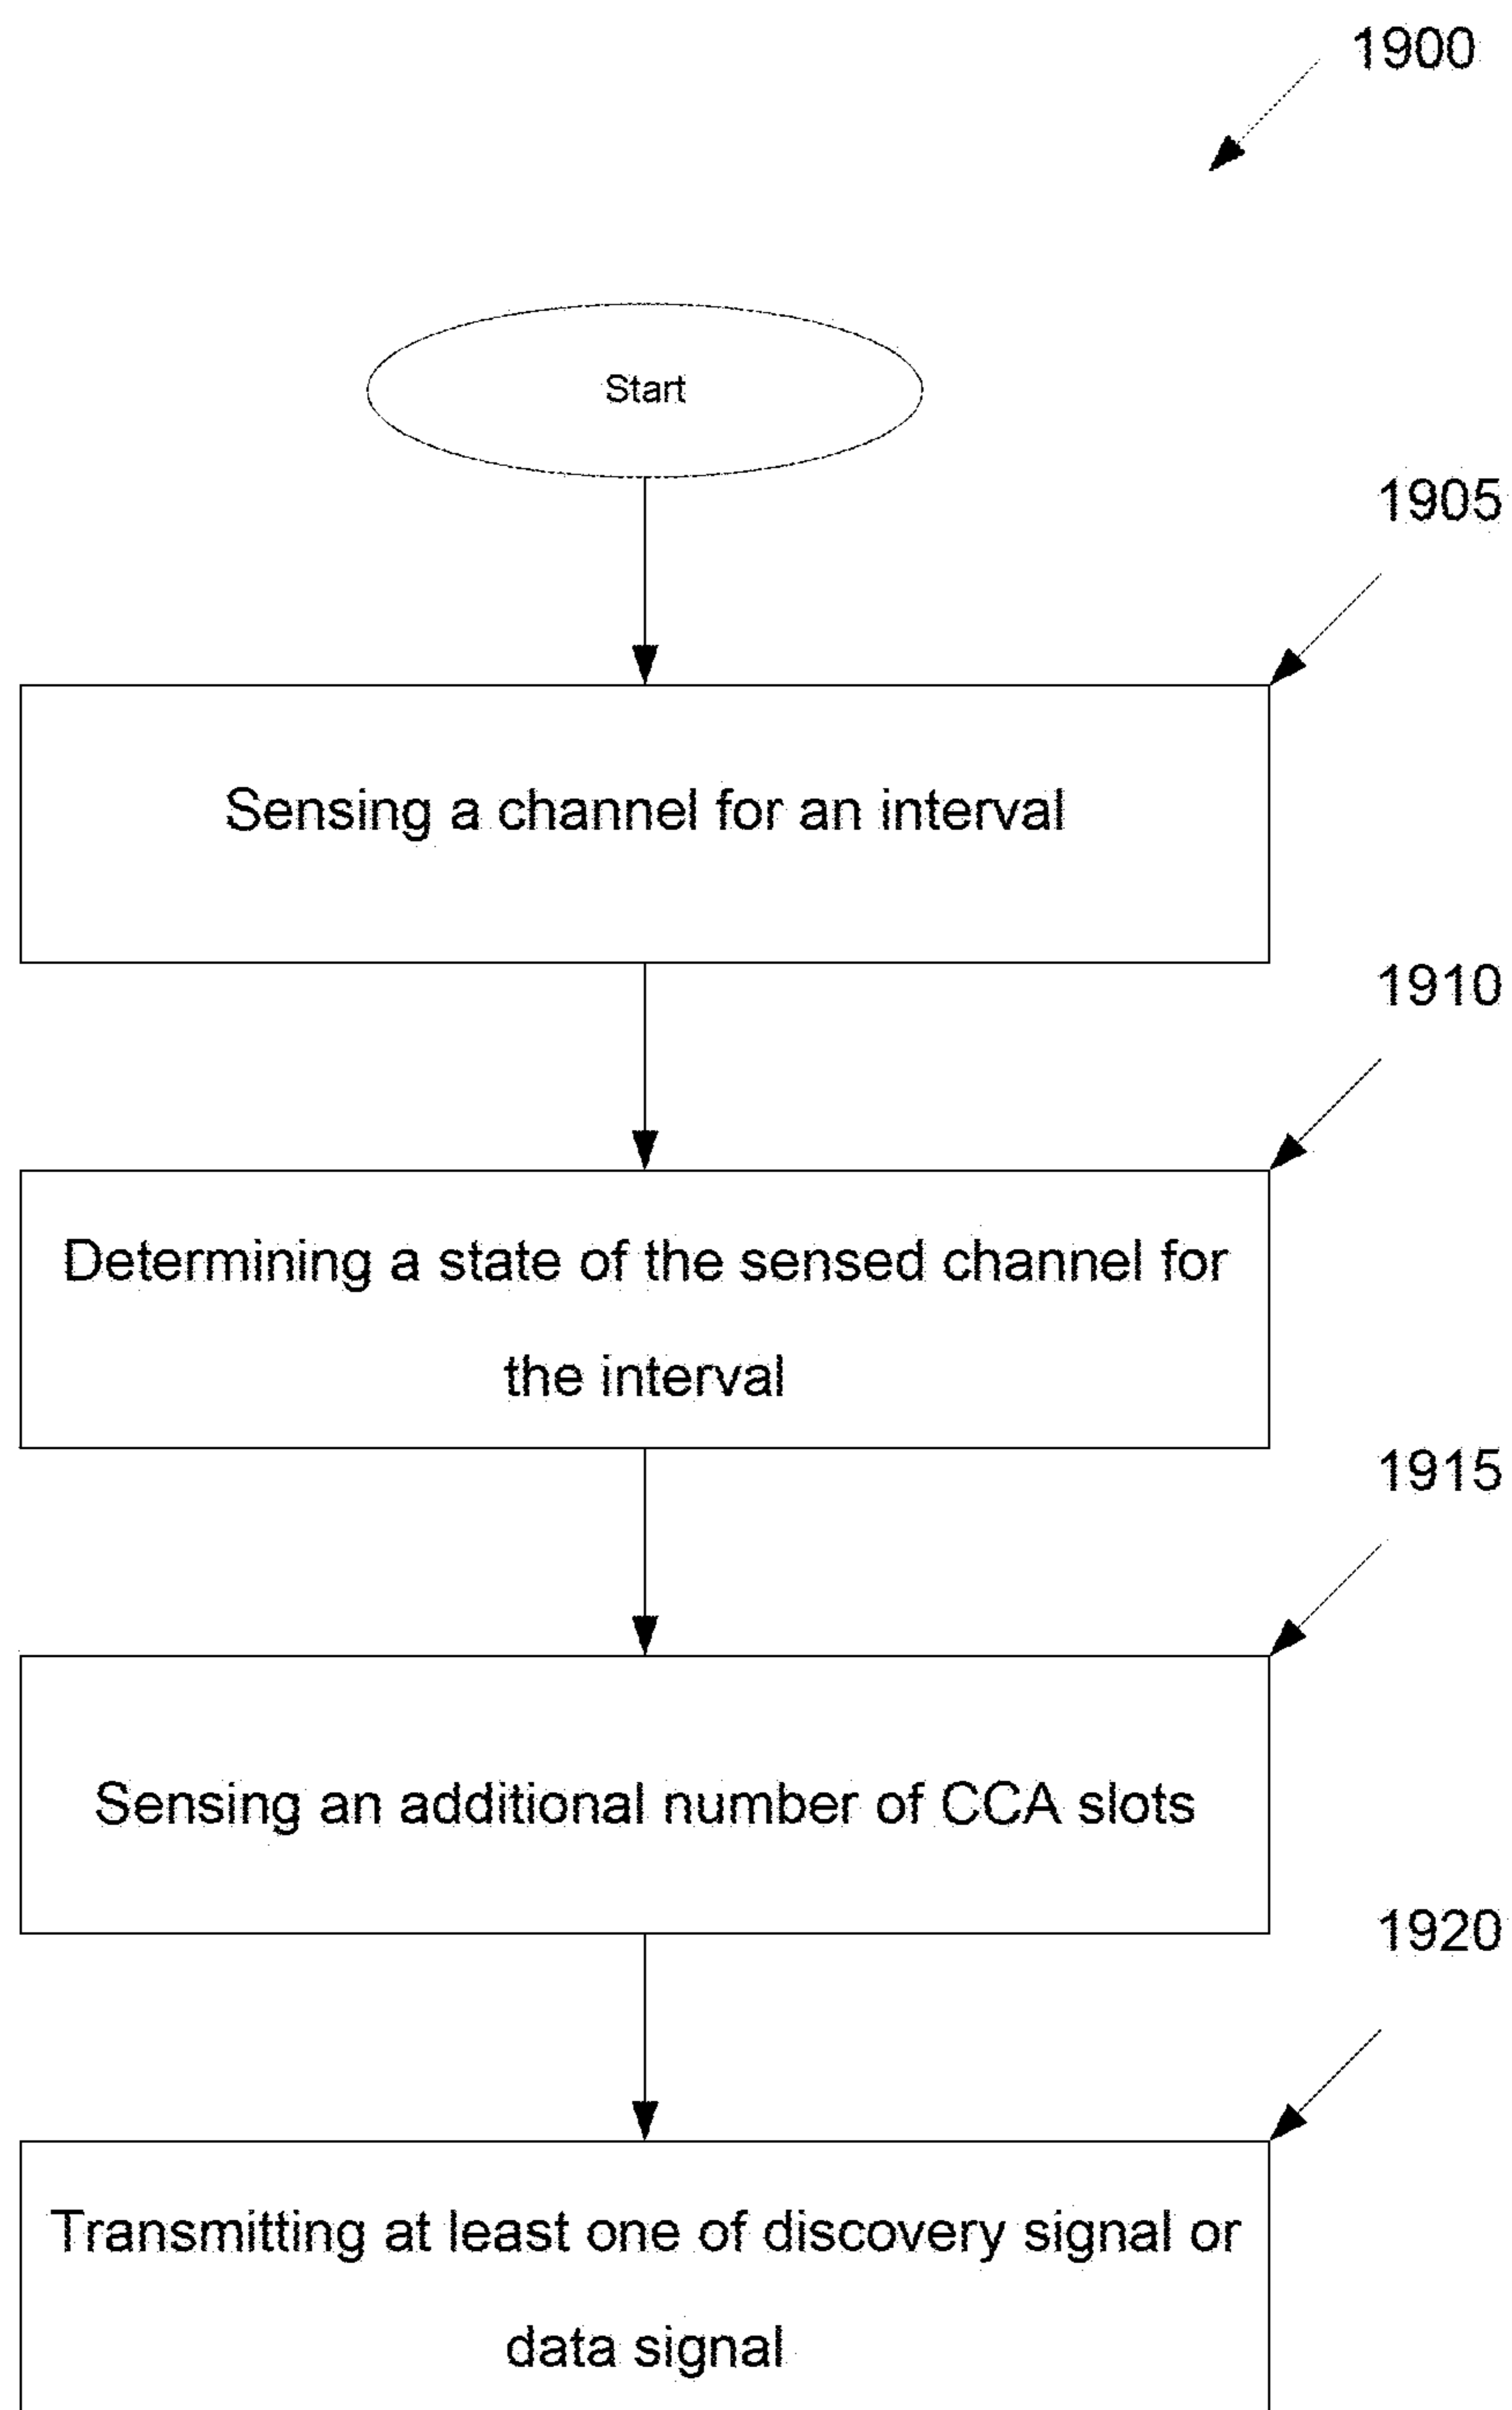 1900
Start
1905
Sensing a channel for an interval
1910
Determining a state of the sensed channel for
the interval
1915
Sensing an additional number of CCA slots
1920
Transmitting at least one of discovery signal or
data signal